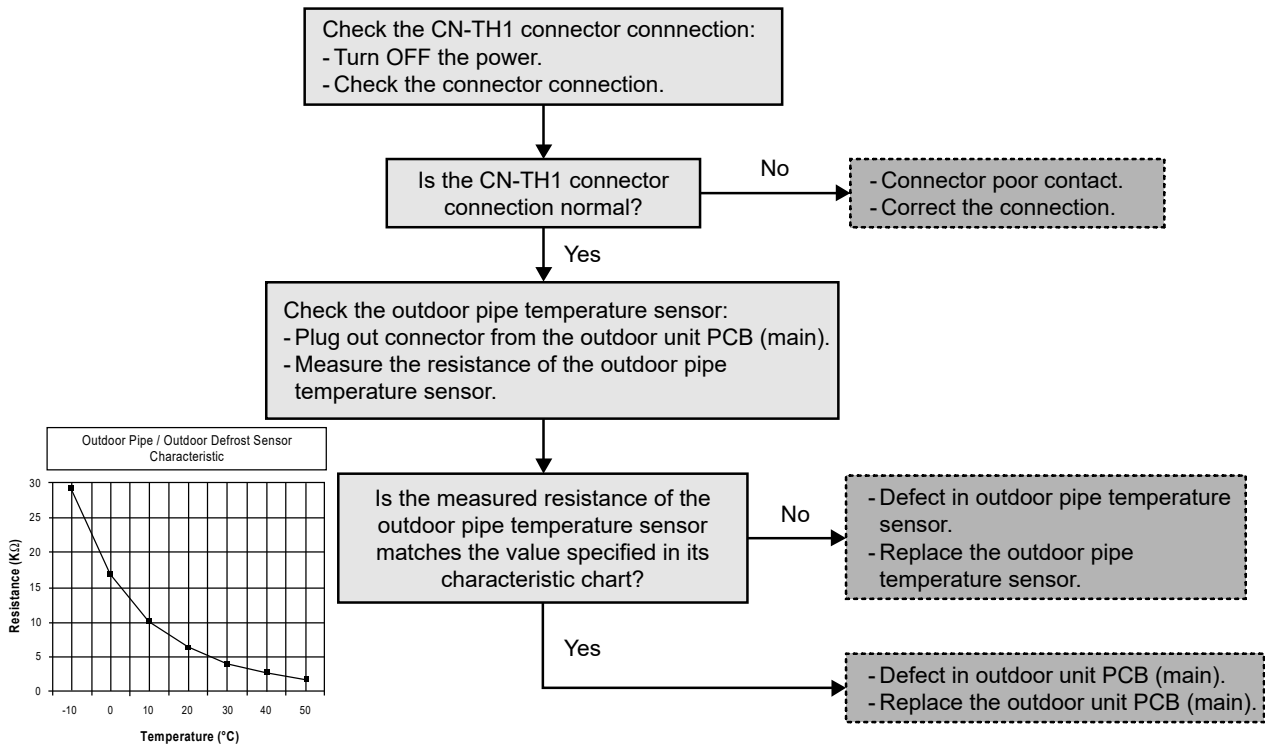 Check the CN-TH1 connector connnection:
- Turn OFF the power.
- Check the connector connection.
Is the CN-TH1 connector
connection normal?
No
- Connector poor contact.
- Correct the connection.
Yes
Check the outdoor pipe temperature sensor:
- Plug out connector from the outdoor unit PCB (main).
- Measure the resistance of the outdoor pipe
temperature sensor.
Outdoor Pipe / Outdoor Defrost Sensor
Characteristic
Resistance (KΩ)
30
25
20
15
10
5
0
-10 0 10 20 30 40 50
Temperature (°C)
Is the measured resistance of the
outdoor pipe temperature sensor
matches the value specified in its
characteristic chart?
No
- Defect in outdoor pipe temperature
sensor.
- Replace the outdoor pipe
temperature sensor.
Yes
- Defect in outdoor unit PCB (main).
- Replace the outdoor unit PCB (main).